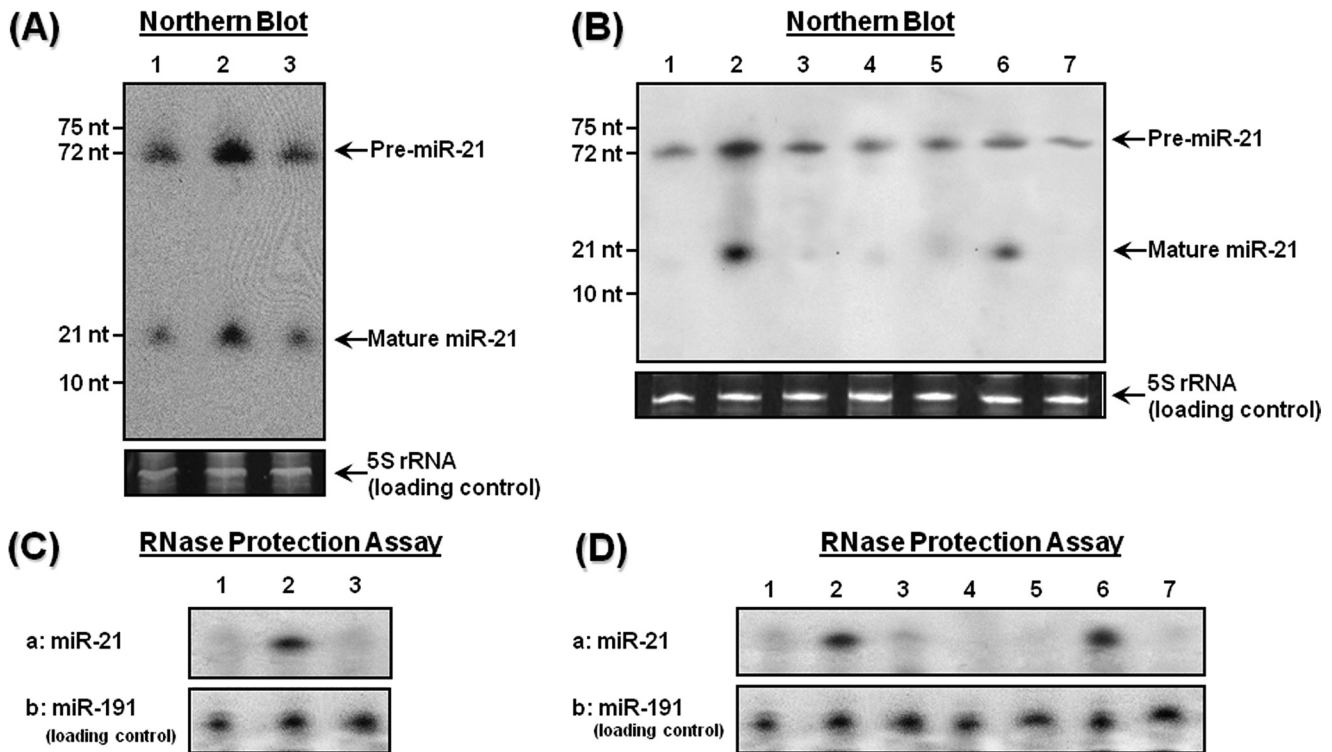 (A) Northern Blot
1 2 3
75 nt
72 nt
Pre-miR-21
21 nt
Mature miR-21
10 nt
5S rRNA
(loading control)
(B) Northern Blot
1 2 3 4 5 6 7
75 nt
72 nt
Pre-miR-21
21 nt
Mature miR-21
10 nt
5S rRNA
(loading control)
(C) RNase Protection Assay
1 2 3
a: miR-21
b: miR-191
(loading control)
(D) RNase Protection Assay
1 2 3 4 5 6 7
a: miR-21
b: miR-191
(loading control)